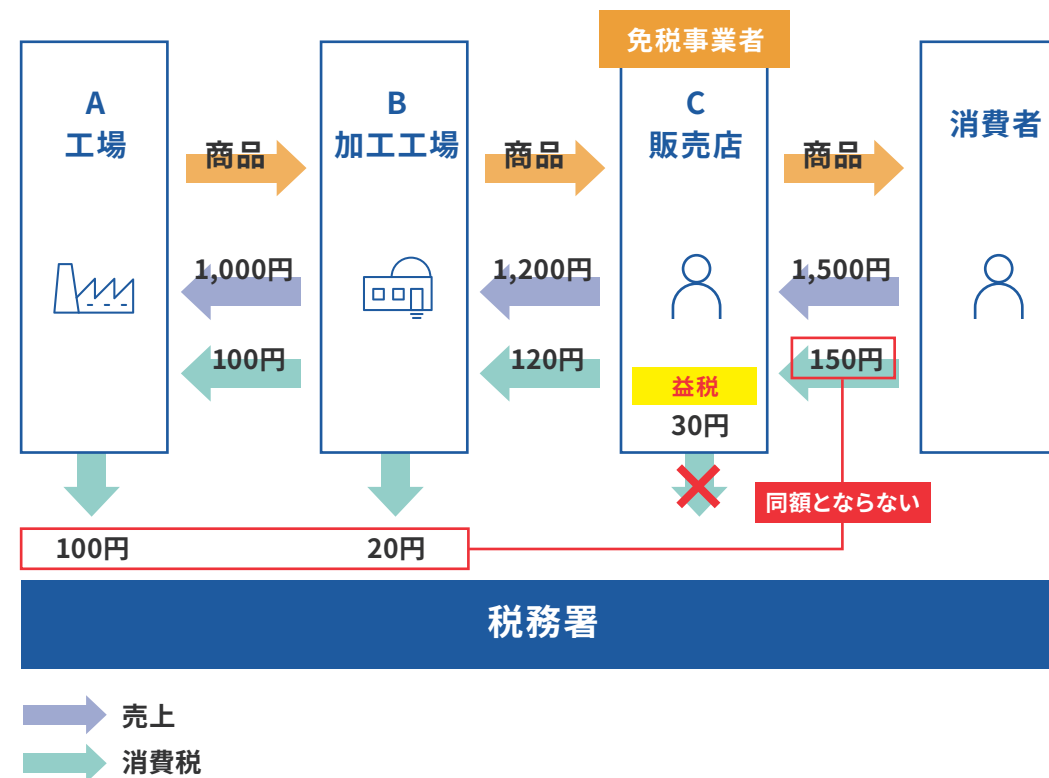 免税事業者
A
工場
B
加工工場
C
販売店
消費者
商品
商品
商品
1,000円
1,200円
1,500円
100円
120円
150円
益税
30円
同額とならない
100円
20円
税務署
売上
消費税